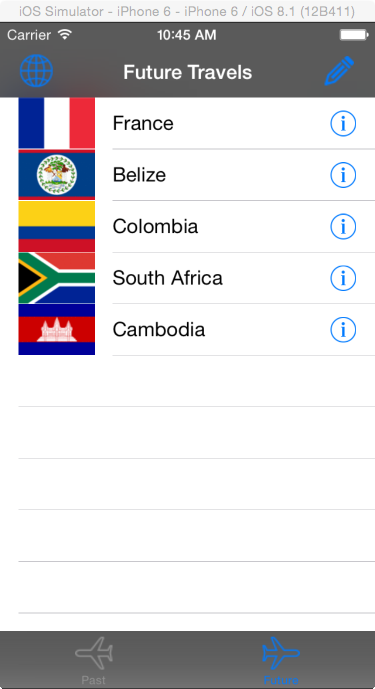 iOS Simulator - iPhone 6 - iPhone 6 / iOS 8.1 (12B411)
Carrier 10:45 AM
Future Travels
France
Belize
Colombia
South Africa
Cambodia
Past Future